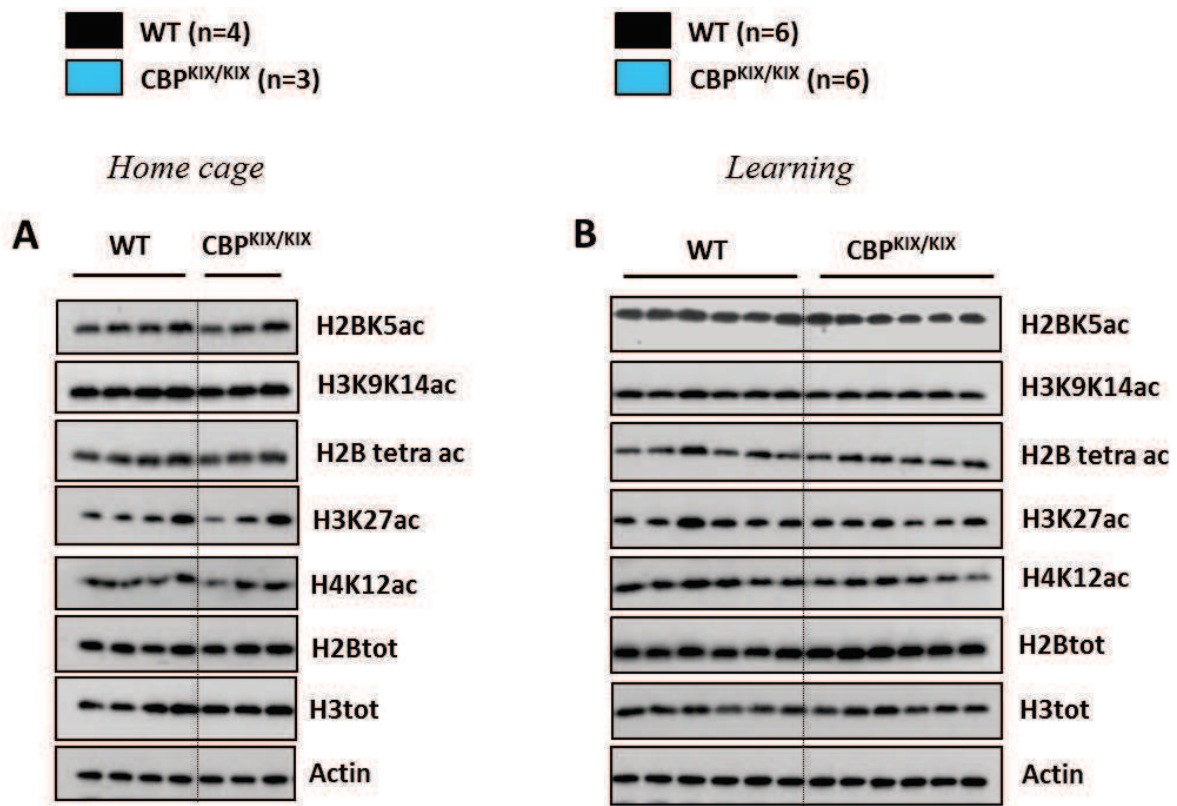 WT (n=4)
CBPKIX/KIX (n=3)
WT (n=6)
CBPKIX/KIX (n=6)
Home cage
Learning
A
WT
CBPKIX/KIX
H2BK5ac
H3K9K14ac
H2B tetra ac
H3K27ac
H4K12ac
H2Btot
H3tot
Actin
B
WT
CBPKIX/KIX
H2BK5ac
H3K9K14ac
H2B tetra ac
H3K27ac
H4K12ac
H2Btot
H3tot
Actin